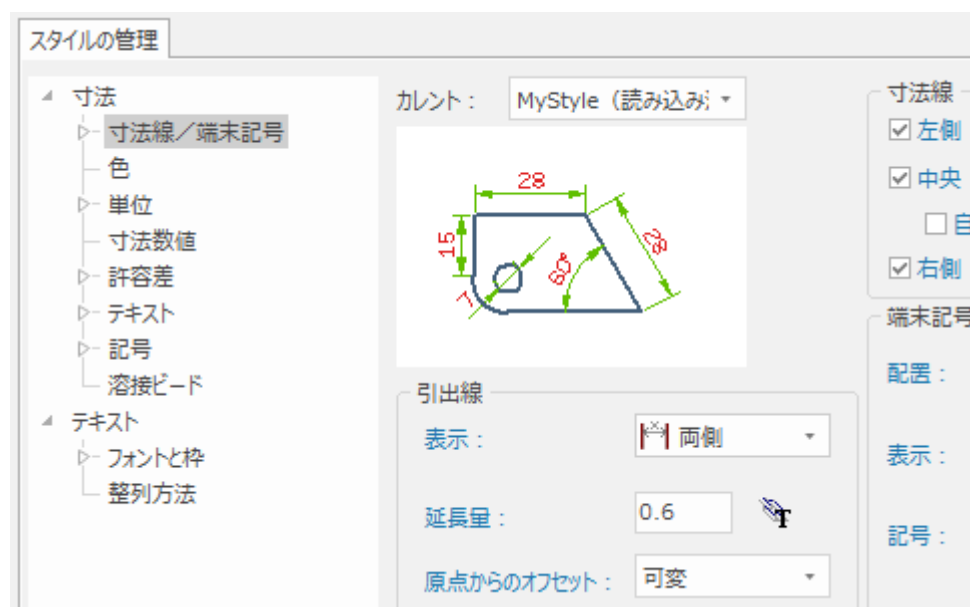 スタイルの管理
寸法
寸法線／端末記号
色
単位
寸法数値
許容差
テキスト
記号
溶接ビード
テキスト
フォントと枠
整列方法
カレント： MyStyle（読み込み
28
15
28
80°
7
引出線
表示： 両側
延長量： 0.6
T
原点からのオフセット： 可変
寸法線
左側
中央
自
右側
端末記号
配置：
表示：
記号：